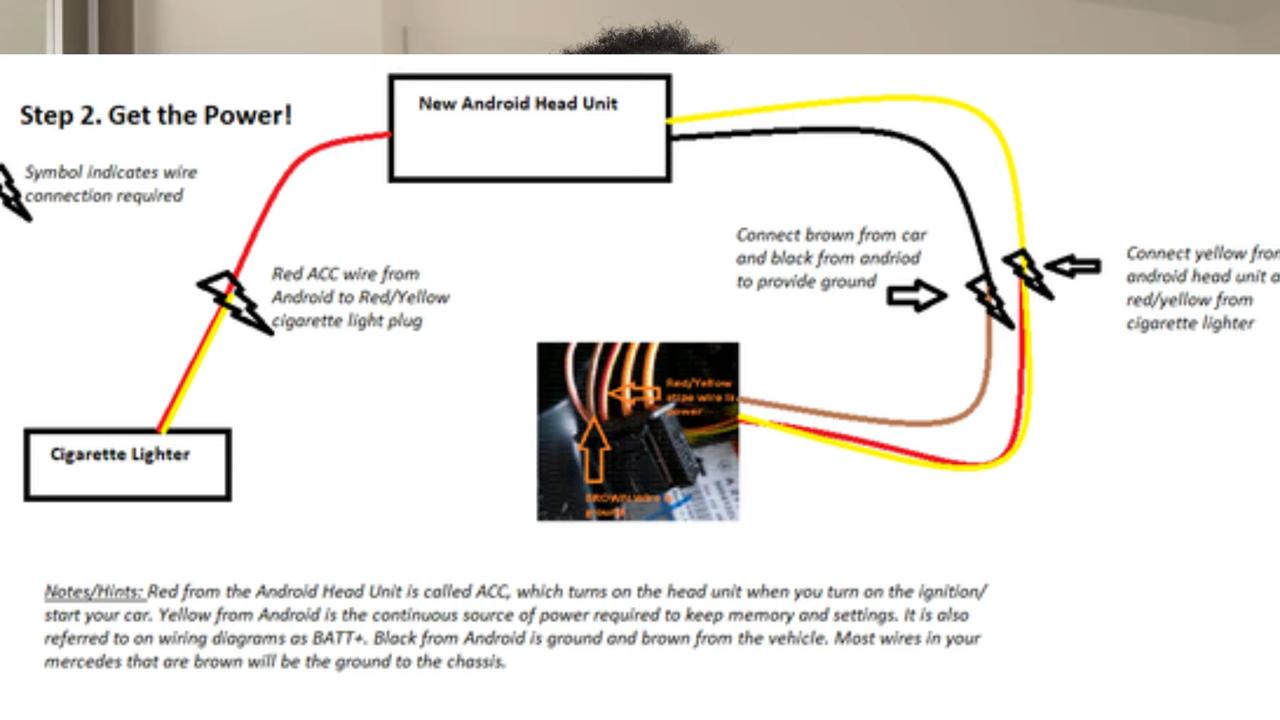 Step 2. Get the Power!
New Android Head Unit
Symbol indicates wire
connection required
Connect brown from car
and black from andriod
to provide ground
Connect yellow from
android head unit
red/yellow from
cigarette lighter
Red ACC wire from
Android to Red/Yellow
cigarette light plug
Red/Yellow
stipe wire is
power
BROWN wire is
ground
Cigarette Lighter
Notes/Hints: Red from the Android Head Unit is called ACC, which turns on the head unit when you turn on the ignition/
start your car. Yellow from Android is the continuous source of power required to keep memory and settings. It is also
referred to on wiring diagrams as BATT+. Black from Android is ground and brown from the vehicle. Most wires in your
mercedes that are brown will be the ground to the chassis.